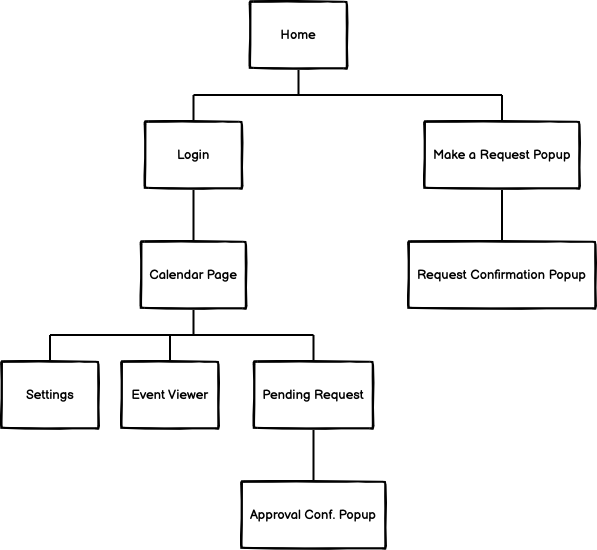 Home
Login
Make a Request Popup
Calendar Page
Request Confirmation Popup
Settings
Event Viewer
Pending Request
Approval Conf. Popup